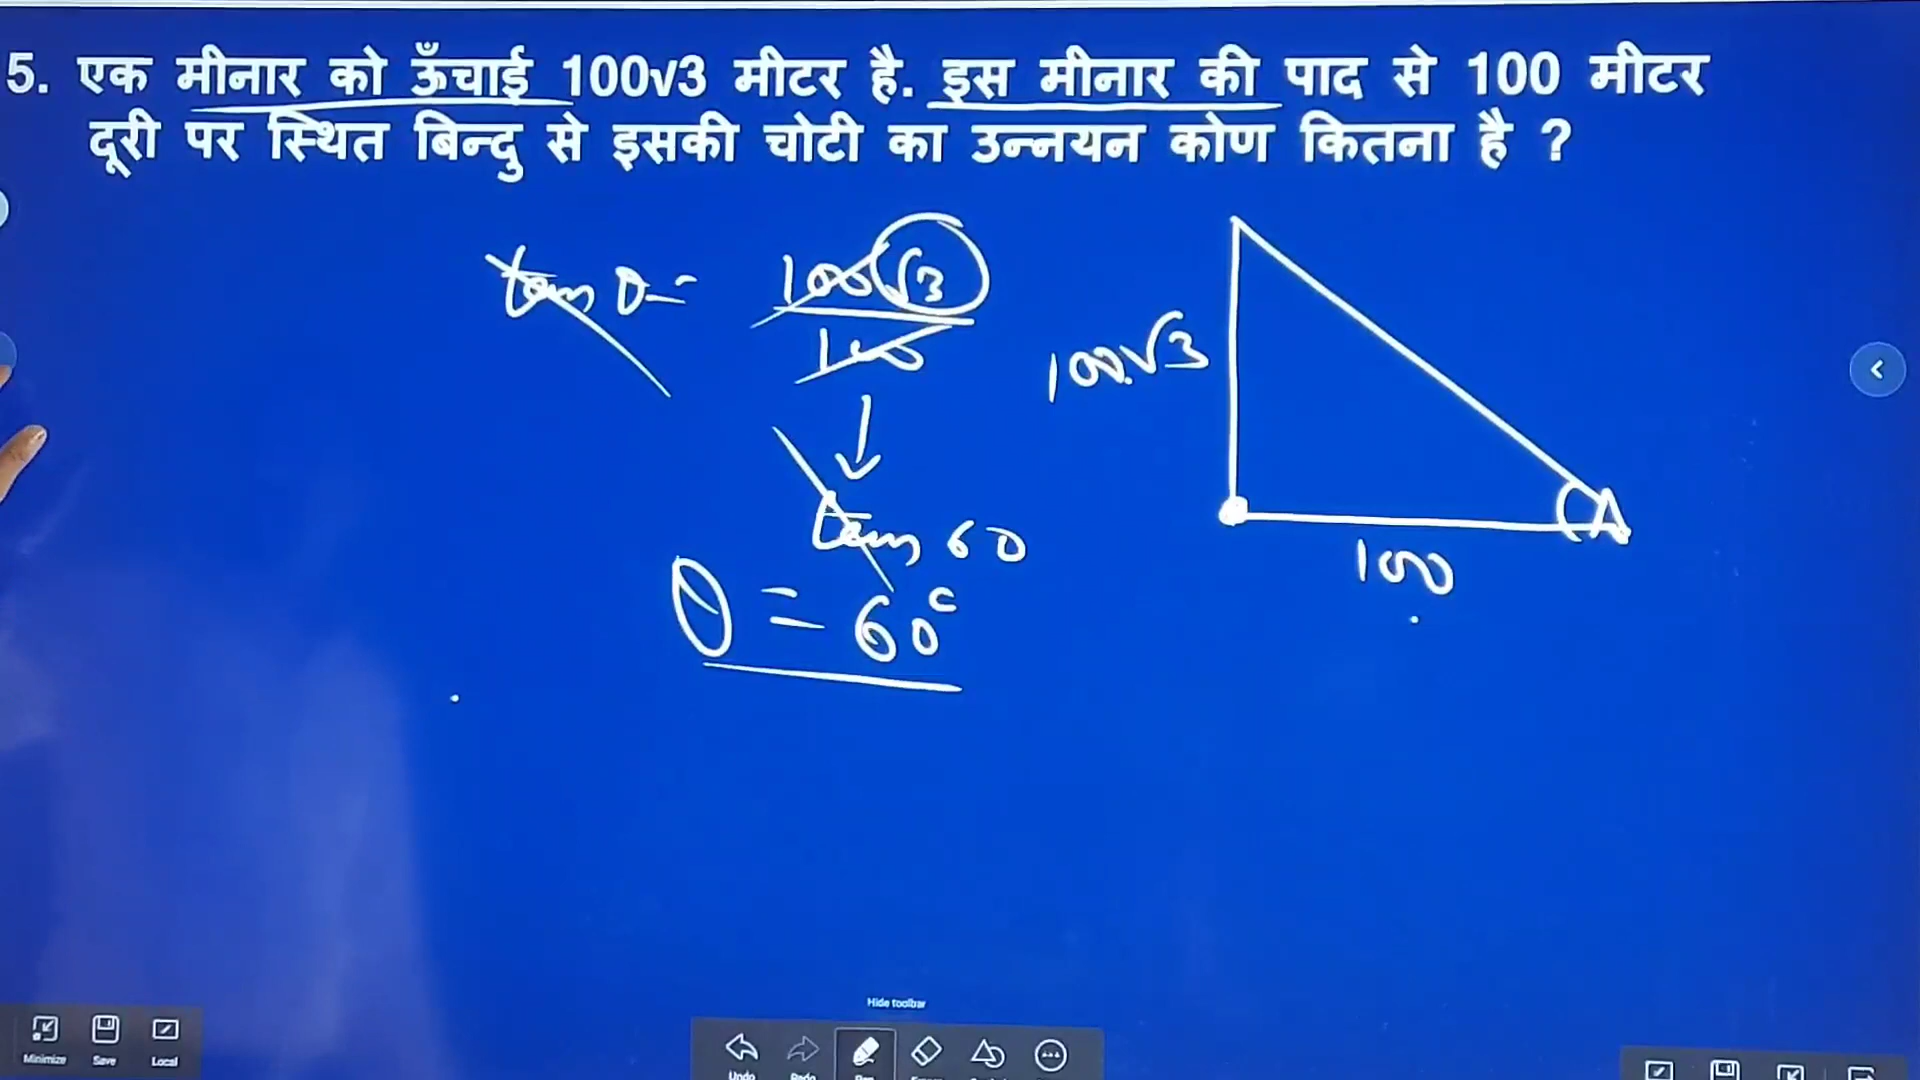 5. एक मीनार को ऊँचाई 100√3 मीटर है. इस मीनार की पाद से 100 मीटर
दूरी पर स्थित बिन्दु से इसकी चोटी का उन्नयन कोण कितना है ?
tan θ =
100√3
100
tan 60
θ = 60°
100√3
100
Hide toolbar
Minimize
Save
Local
Undo
Redo